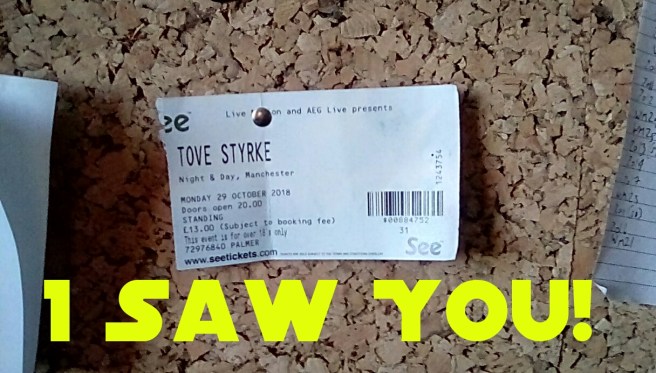 ee
Live on and AEG Live presents
TOVE STYRKE
Night & Day, Manchester
MONDAY 29 OCTOBER 2018
Doors open 20.00
STANDING
£13.00 (Subject to booking fee)
This event is for over 18 s only
72976840 PALMER
www.seetickets.com
1243754
#00884752
31
See
I SAW YOU!